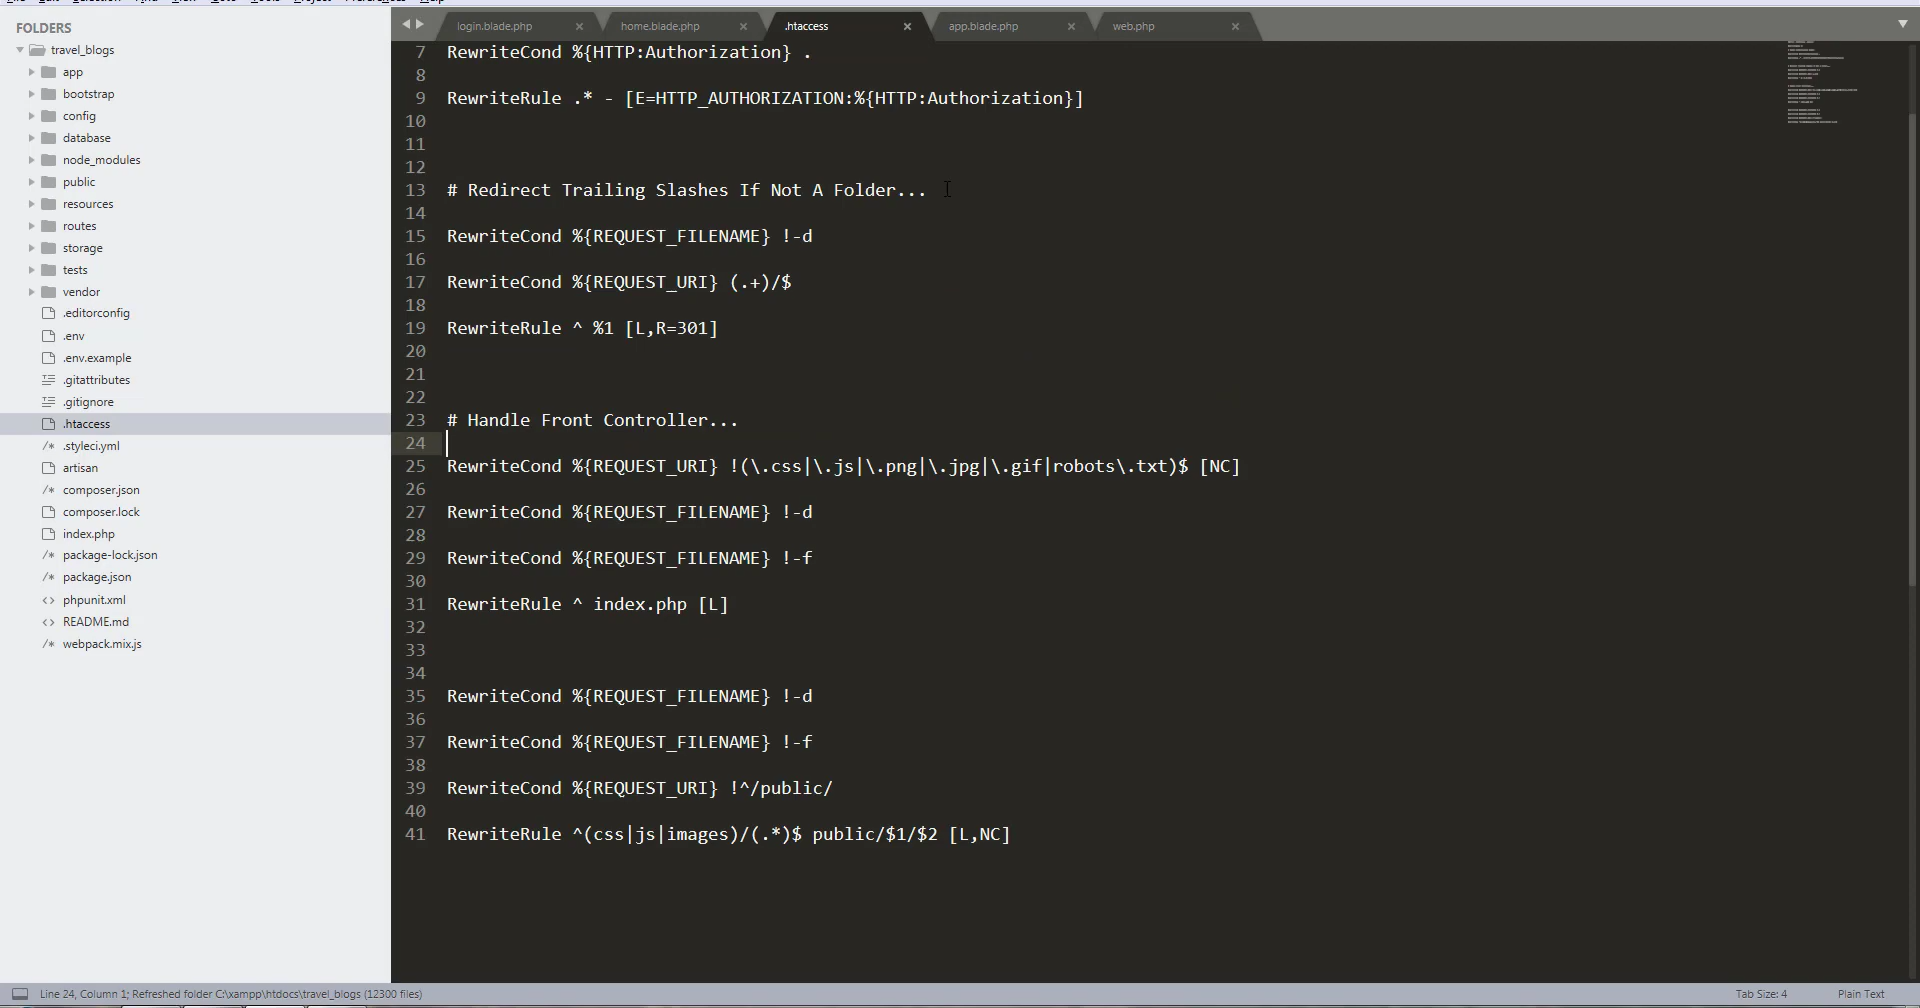 FOLDERS
travel_blogs
app
bootstrap
config
database
node_modules
public
resources
routes
storage
tests
vendor
.editorconfig
.env
.env.example
.gitattributes
.gitignore
.htaccess
.styleci.yml
artisan
composer.json
composer.lock
index.php
package-lock.json
package.json
phpunit.xml
README.md
webpack.mix.js
login.blade.php
home.blade.php
.htaccess
app.blade.php
web.php
7 RewriteCond %{HTTP:Authorization} .
8
9 RewriteRule .* - [E=HTTP_AUTHORIZATION:%{HTTP:Authorization}]
10
11
12
13 # Redirect Trailing Slashes If Not A Folder...
14
15 RewriteCond %{REQUEST_FILENAME} !-d
16
17 RewriteCond %{REQUEST_URI} (.+)/$
18
19 RewriteRule ^ %1 [L,R=301]
20
21
22
23 # Handle Front Controller...
24
25 RewriteCond %{REQUEST_URI} !(\.css|\.js|\.png|\.jpg|\.gif|robots\.txt)$ [NC]
26
27 RewriteCond %{REQUEST_FILENAME} !-d
28
29 RewriteCond %{REQUEST_FILENAME} !-f
30
31 RewriteRule ^ index.php [L]
32
33
34
35 RewriteCond %{REQUEST_FILENAME} !-d
36
37 RewriteCond %{REQUEST_FILENAME} !-f
38
39 RewriteCond %{REQUEST_URI} !^/public/
40
41 RewriteRule ^(css|js|images)/(.*)$ public/$1/$2 [L,NC]
Line 24, Column 1; Refreshed folder C:\xampp\htdocs\travel_blogs (12300 files)
Tab Size: 4
Plain Text